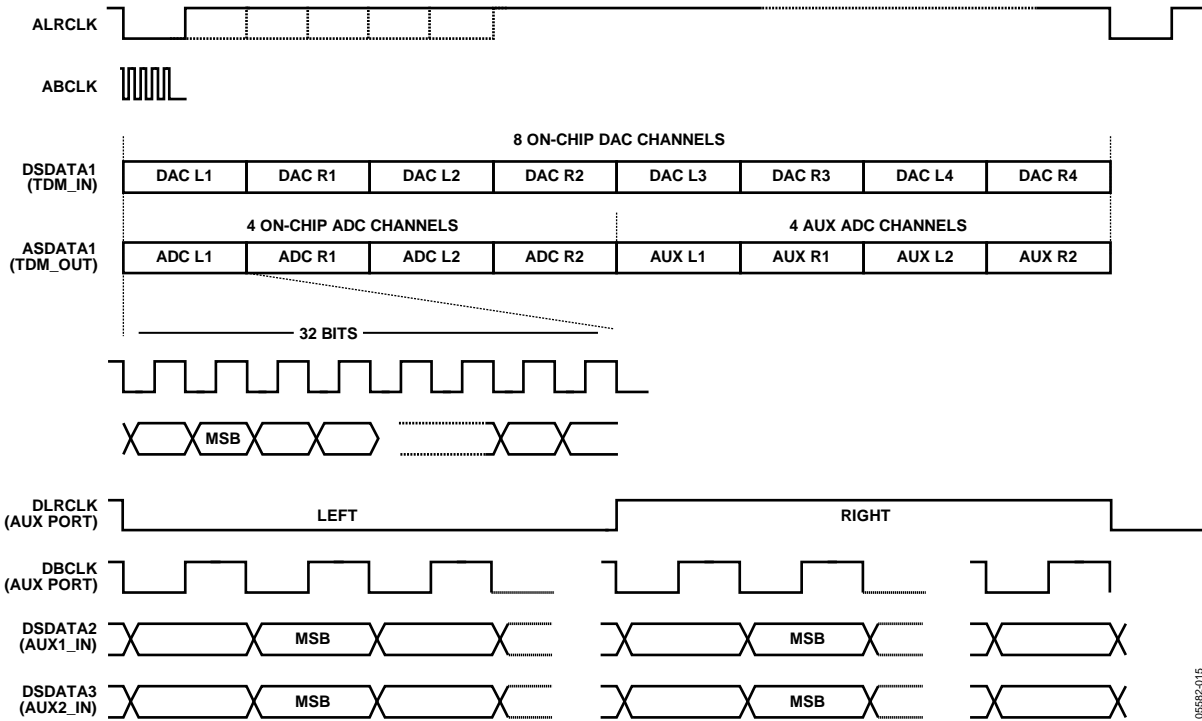 ALRCLK
ABCLK
8 ON-CHIP DAC CHANNELS
DSDATA1
(TDM_IN)
DAC L1 DAC R1 DAC L2 DAC R2 DAC L3 DAC R3 DAC L4 DAC R4
4 ON-CHIP ADC CHANNELS 4 AUX ADC CHANNELS
ASDATA1
(TDM_OUT)
ADC L1 ADC R1 ADC L2 ADC R2 AUX L1 AUX R1 AUX L2 AUX R2
32 BITS
MSB
DLRCLK
(AUX PORT)
LEFT RIGHT
DBCLK
(AUX PORT)
DSDATA2
(AUX1_IN)
MSB MSB
DSDATA3
(AUX2_IN)
MSB MSB
05582-015